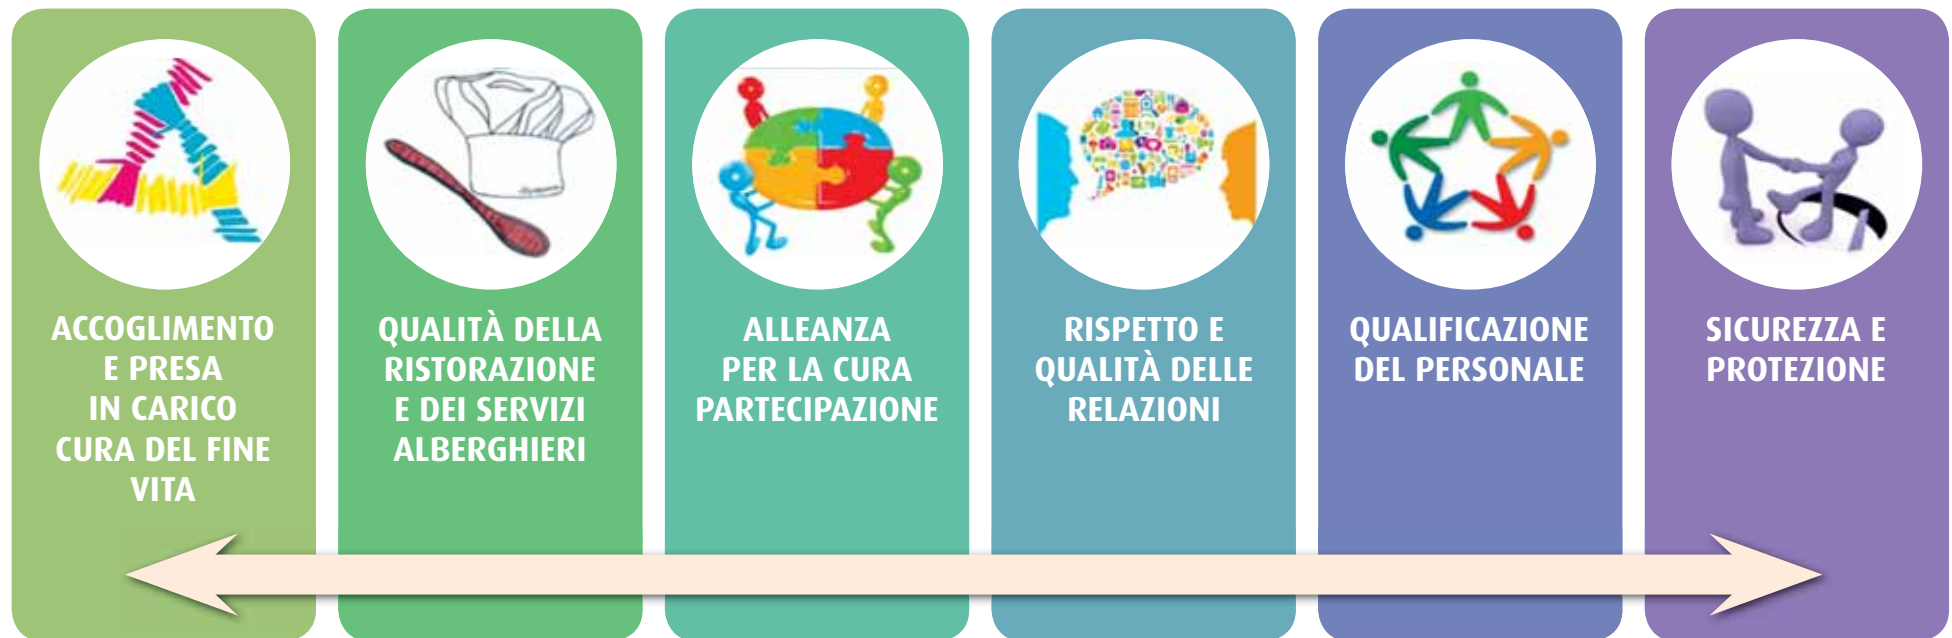 ACCOGLIMENTO
E PRESA
IN CARICO
CURA DEL FINE
VITA
QUALITÀ DELLA
RISTORAZIONE
E DEI SERVIZI
ALBERGHIERI
ALLEANZA
PER LA CURA
PARTECIPAZIONE
RISPETTO E
QUALITÀ DELLE
RELAZIONI
QUALIFICAZIONE
DEL PERSONALE
SICUREZZA E
PROTEZIONE